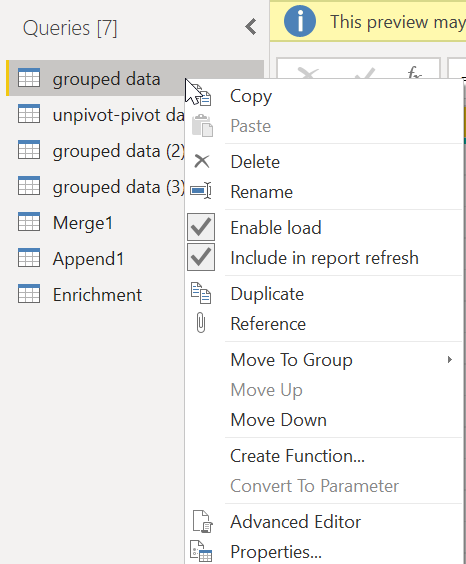 Queries [7]
This preview may
fx
grouped data
unpivot-pivot da
grouped data (2)
grouped data (3)
Merge1
Append1
Enrichment
Copy
Paste
Delete
Rename
Enable load
Include in report refresh
Duplicate
Reference
Move To Group
Move Up
Move Down
Create Function...
Convert To Parameter
Advanced Editor
Properties...